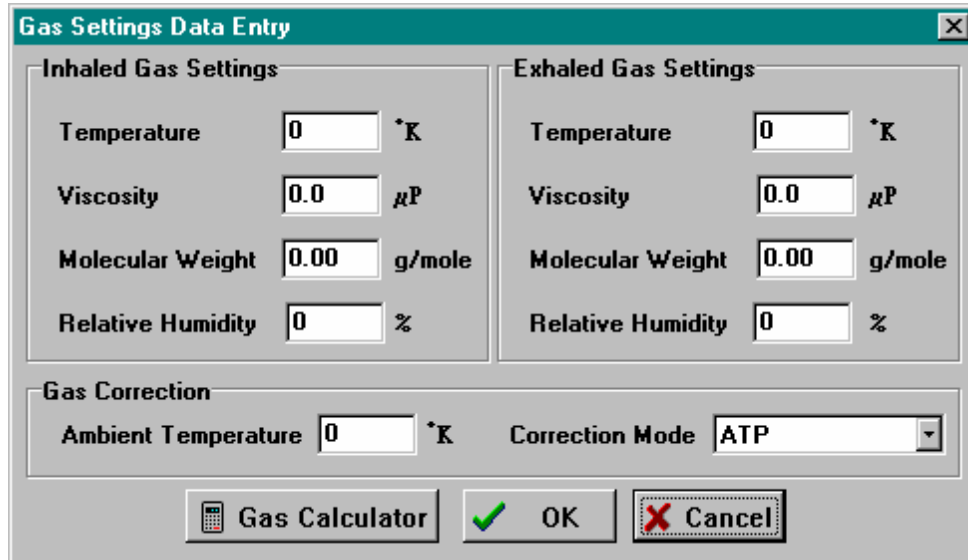 Gas Settings Data Entry
Inhaled Gas Settings
Temperature 0 °K
Viscosity 0.0 µP
Molecular Weight 0.00 g/mole
Relative Humidity 0 %
Exhaled Gas Settings
Temperature 0 °K
Viscosity 0.0 µP
Molecular Weight 0.00 g/mole
Relative Humidity 0 %
Gas Correction
Ambient Temperature 0 °K Correction Mode ATP
Gas Calculator OK Cancel